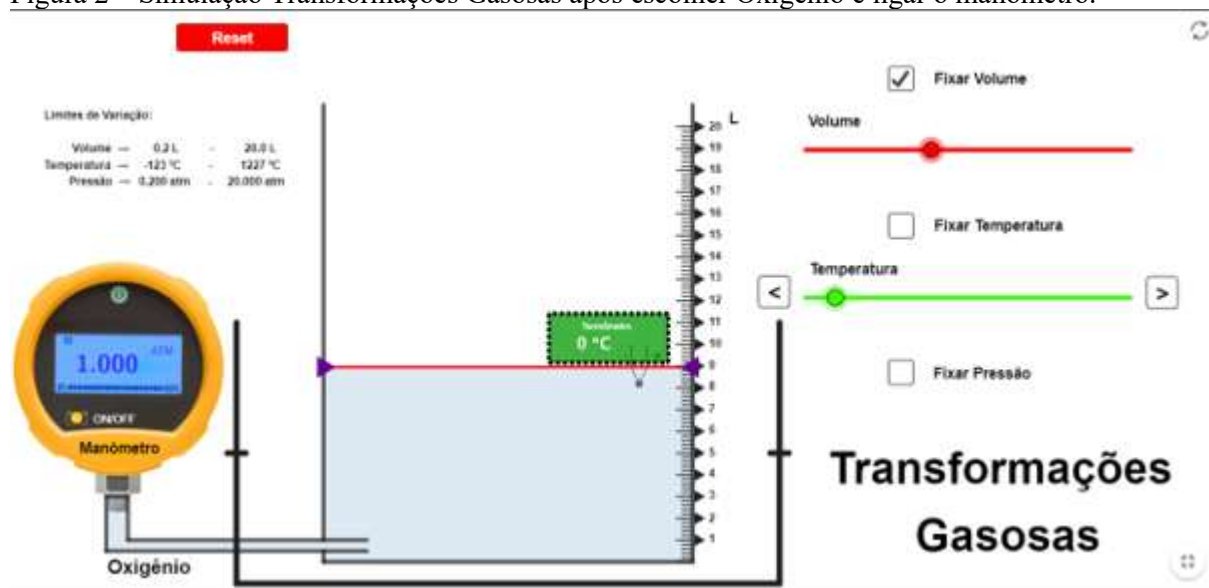 Figura 2 – Simulação Transformações Gasosas após escolher Oxigênio e ligar o manômetro.
Reset
Limites de Variação:
Volume — 0.2 L - 20.0 L
Temperatura — -123 °C - 1227 °C
Pressão — 0.200 atm - 20.000 atm
Fixar Volume
Volume
Fixar Temperatura
Temperatura
< >
Fixar Pressão
Transformações
Gasosas
L
20
19
18
17
16
15
14
13
12
11
10
9
8
7
6
5
4
3
2
1
Termômetro
0 °C
ATM
1.000
ON/OFF
Manômetro
Oxigênio